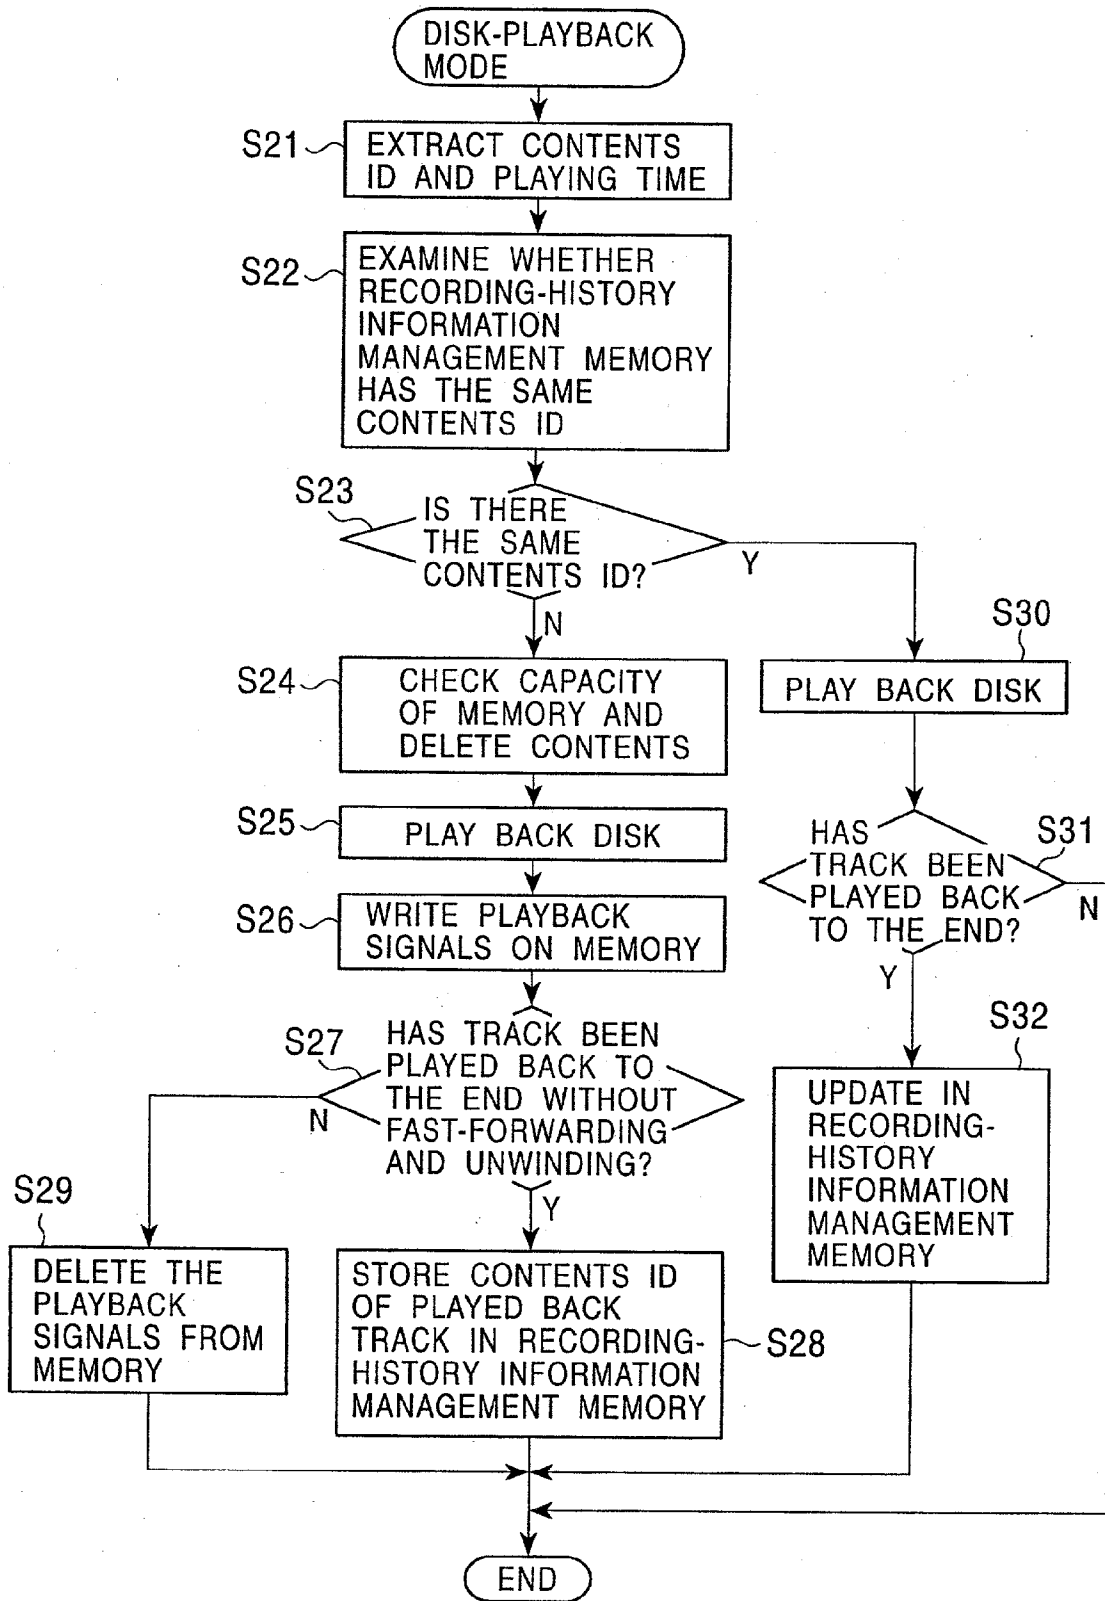 DISK-PLAYBACK
MODE
S21
EXTRACT CONTENTS
ID AND PLAYING TIME
S22
EXAMINE WHETHER
RECORDING-HISTORY
INFORMATION
MANAGEMENT MEMORY
HAS THE SAME
CONTENTS ID
S23
IS THERE
THE SAME
CONTENTS ID?
Y
N
S24
CHECK CAPACITY
OF MEMORY AND
DELETE CONTENTS
S25
PLAY BACK DISK
S26
WRITE PLAYBACK
SIGNALS ON MEMORY
S27
HAS TRACK BEEN
PLAYED BACK TO
THE END WITHOUT
FAST-FORWARDING
AND UNWINDING?
N
Y
S29
DELETE THE
PLAYBACK
SIGNALS FROM
MEMORY
STORE CONTENTS ID
OF PLAYED BACK
TRACK IN RECORDING-
HISTORY INFORMATION
MANAGEMENT MEMORY
S28
S30
PLAY BACK DISK
S31
HAS
TRACK BEEN
PLAYED BACK
TO THE END?
N
Y
S32
UPDATE IN
RECORDING-
HISTORY
INFORMATION
MANAGEMENT
MEMORY
END